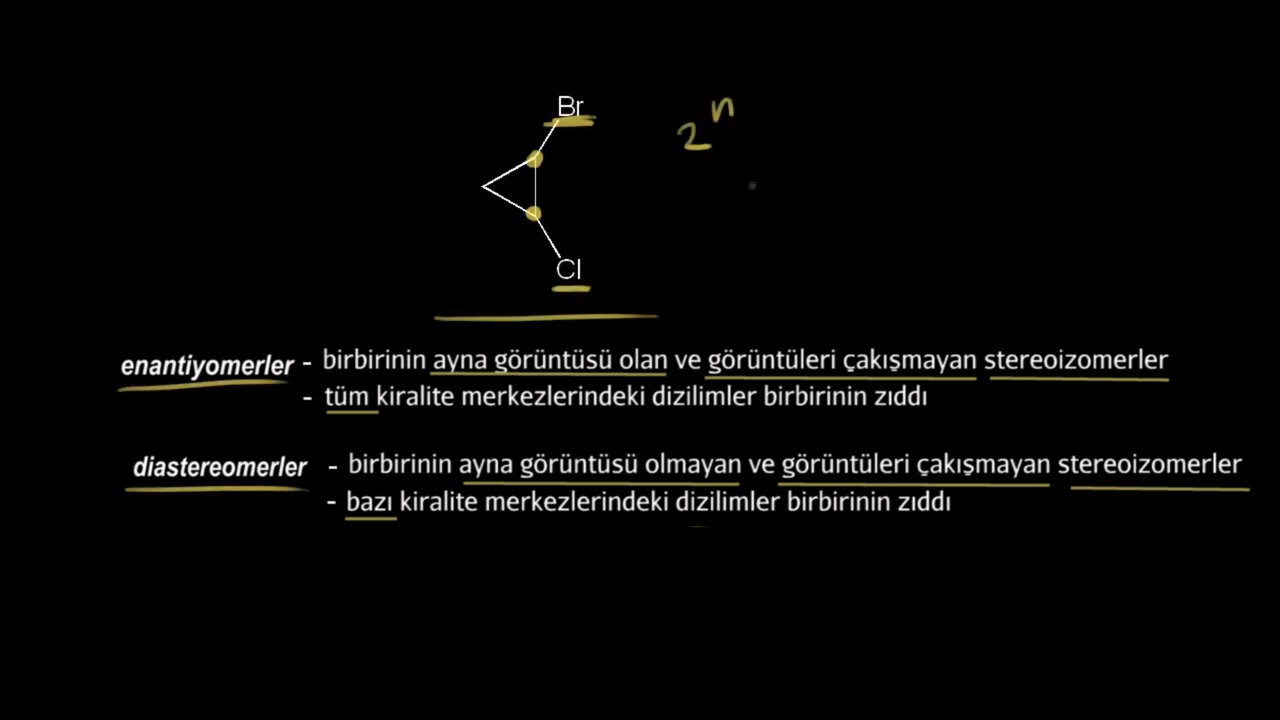 Br
2ⁿ
Cl
enantiyomerler - birbirinin ayna görüntüsü olan ve görüntüleri çakışmayan stereoizomerler
- tüm kiralite merkezlerindeki dizilimler birbirinin zıddı
diastereomerler - birbirinin ayna görüntüsü olmayan ve görüntüleri çakışmayan stereoizomerler
- bazı kiralite merkezlerindeki dizilimler birbirinin zıddı